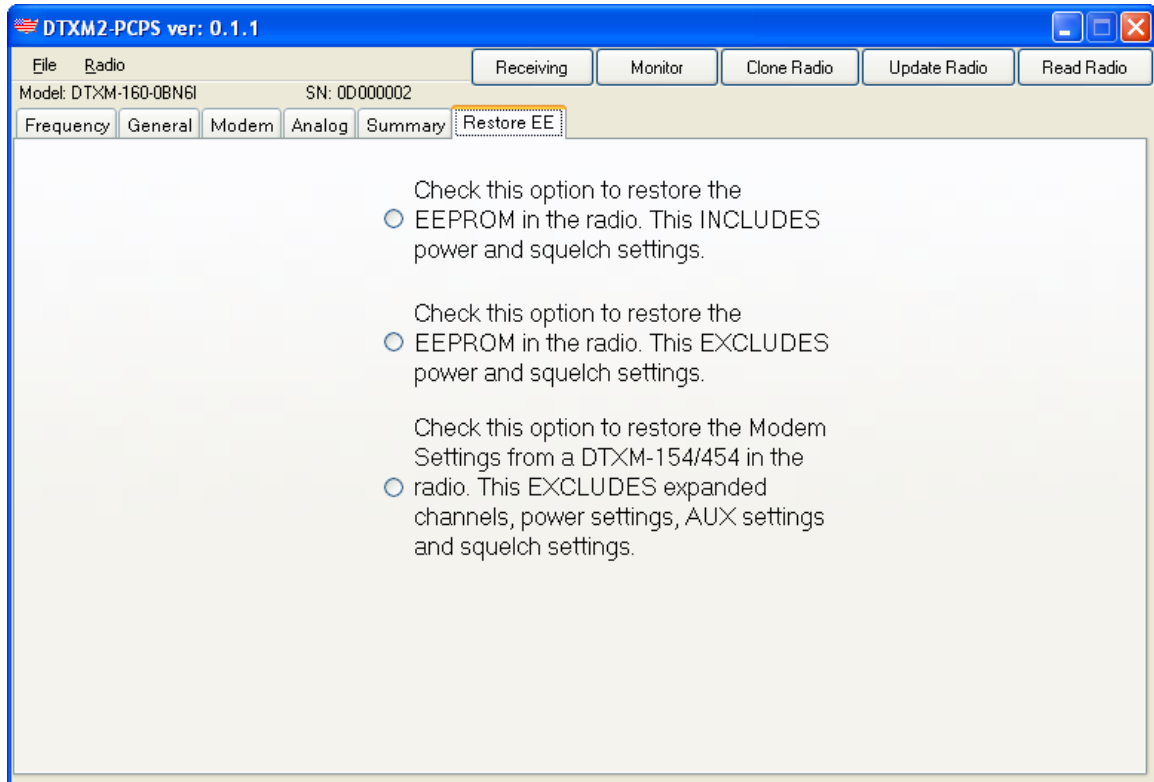 DTXM2-PCPS ver: 0.1.1
File Radio Receiving Monitor Clone Radio Update Radio Read Radio
Model: DTXM-160-0BN6I SN: 0D000002
Frequency General Modem Analog Summary Restore EE
Check this option to restore the
EEPROM in the radio. This INCLUDES
power and squelch settings.
Check this option to restore the
EEPROM in the radio. This EXCLUDES
power and squelch settings.
Check this option to restore the Modem
Settings from a DTXM-154/454 in the
radio. This EXCLUDES expanded
channels, power settings, AUX settings
and squelch settings.